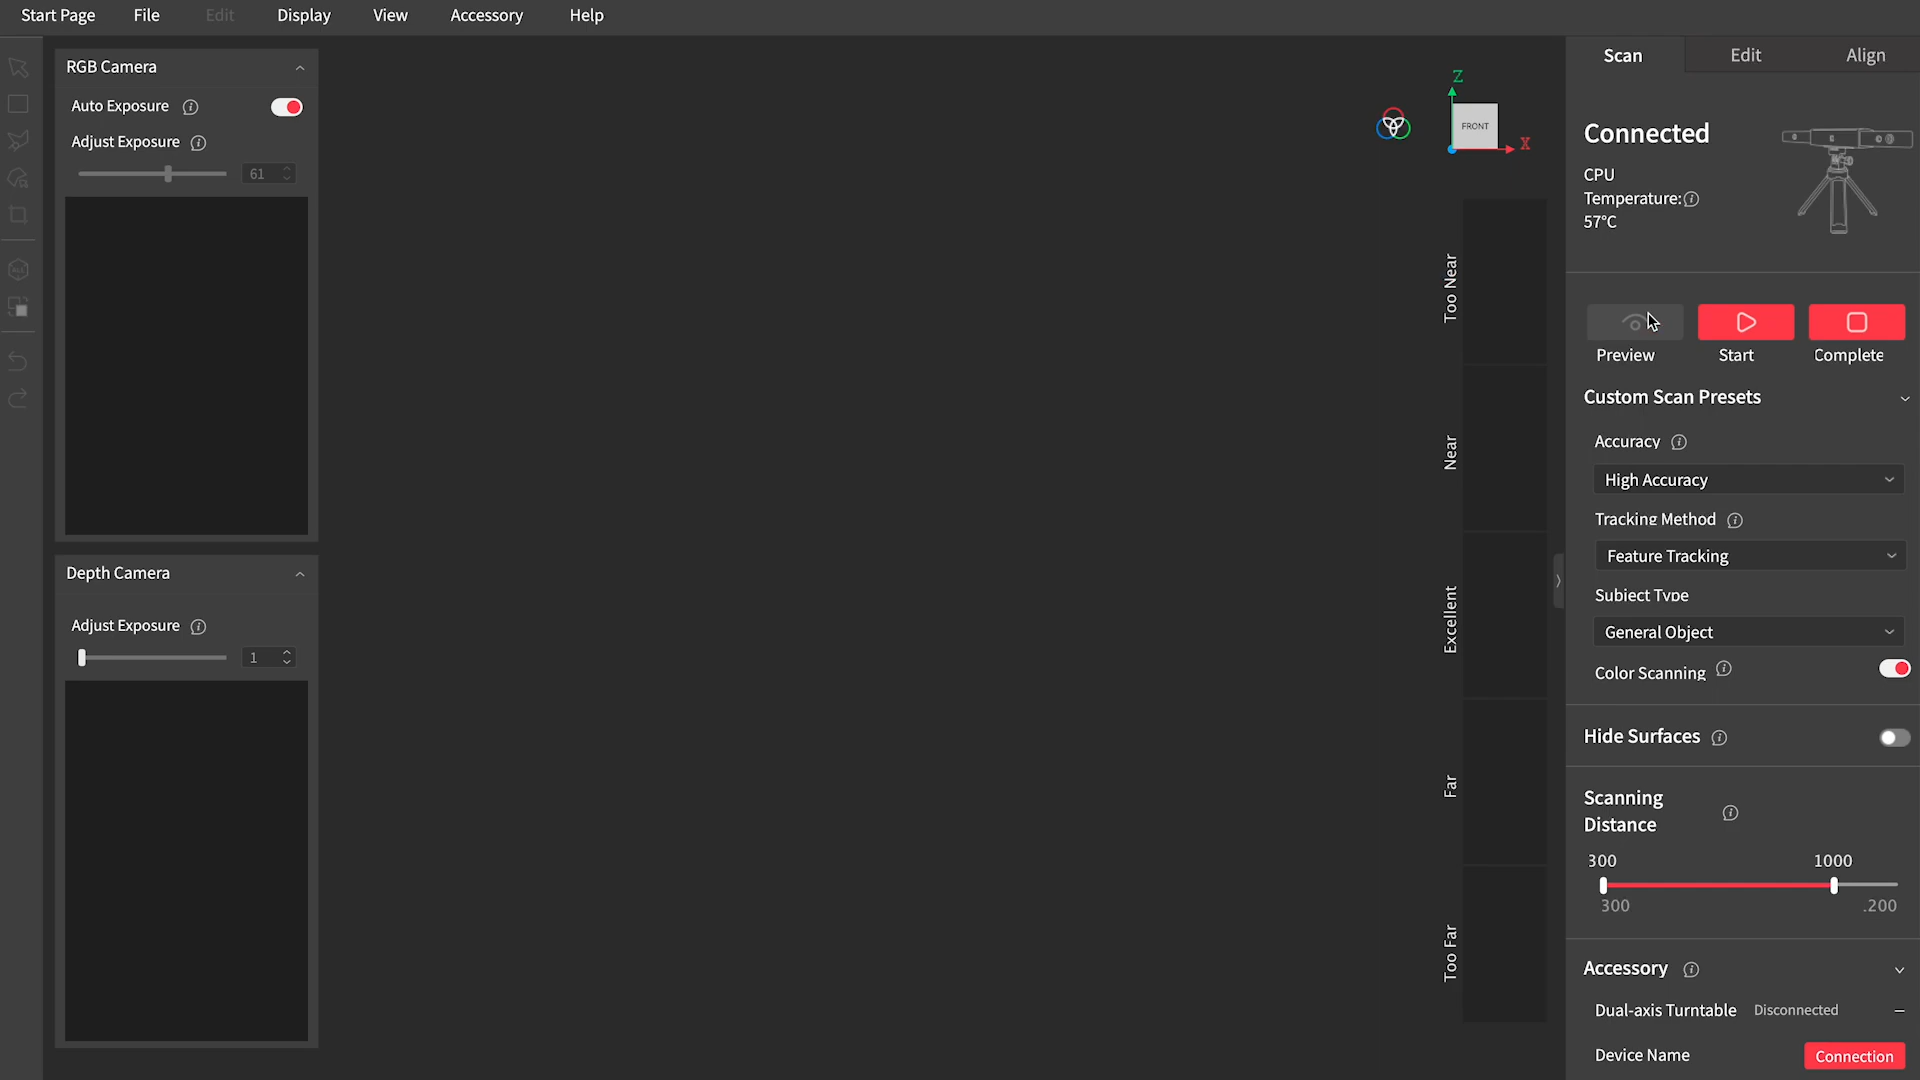 Start Page File Edit Display View Accessory Help
RGB Camera
Auto Exposure
Adjust Exposure
61
Depth Camera
Adjust Exposure
1
Z
FRONT
X
Too Near
Near
Excellent
Far
Too Far
Scan Edit Align
Connected
CPU
Temperature:
57°C
Preview Start Complete
Custom Scan Presets
Accuracy
High Accuracy
Tracking Method
Feature Tracking
Subject Type
General Object
Color Scanning
Hide Surfaces
Scanning
Distance
300 1000
300 .200
Accessory
Dual-axis Turntable Disconnected
Device Name Connection